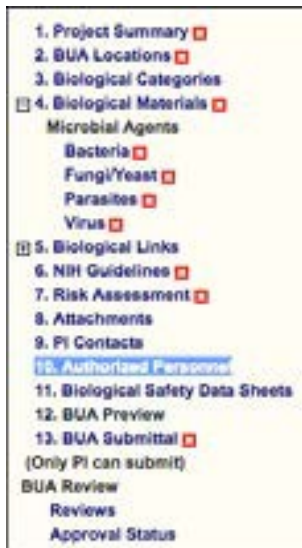 1. Project Summary
2. BUA Locations
3. Biological Categories
4. Biological Materials
Microbial Agents
Bacteria
Fungi/Yeast
Parasites
Virus
5. Biological Links
6. NIH Guidelines
7. Risk Assessment
8. Attachments
9. PI Contacts
10. Authorized Personnel
11. Biological Safety Data Sheets
12. BUA Preview
13. BUA Submittal
(Only PI can submit)
BUA Review
Reviews
Approval Status